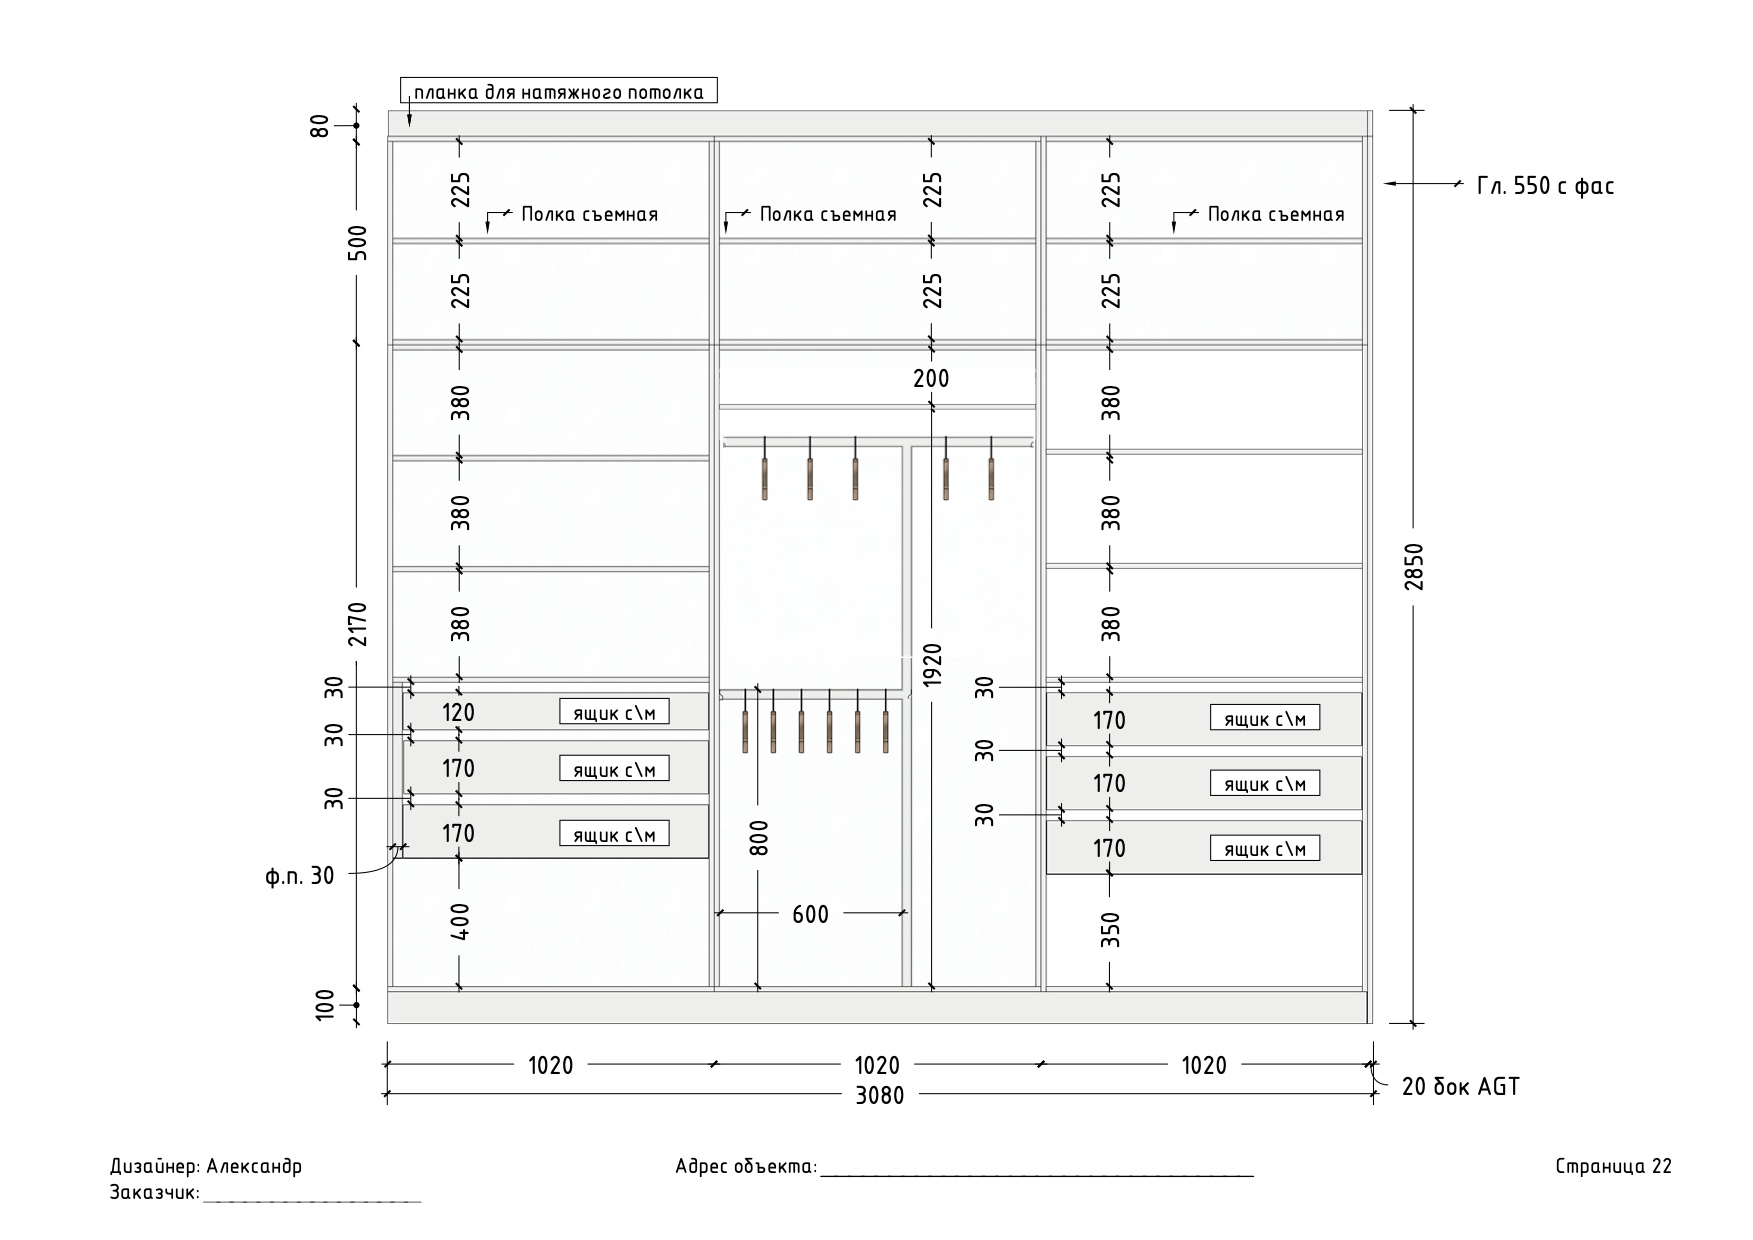 планка для натяжного потолка
80
225
225
225
Гл. 550 с фас
Полка съемная
Полка съемная
Полка съемная
500
225
225
225
200
380
380
380
380
2850
2170
380
380
1920
30
30
120
ящик с\м
170
ящик с\м
30
30
170
ящик с\м
170
ящик с\м
30
30
170
ящик с\м
800
170
ящик с\м
ф.п. 30
400
600
350
100
1020
1020
1020
3080
20 бок AGT
Дизайнер: Александр
Адрес объекта:
Страница 22
Заказчик: